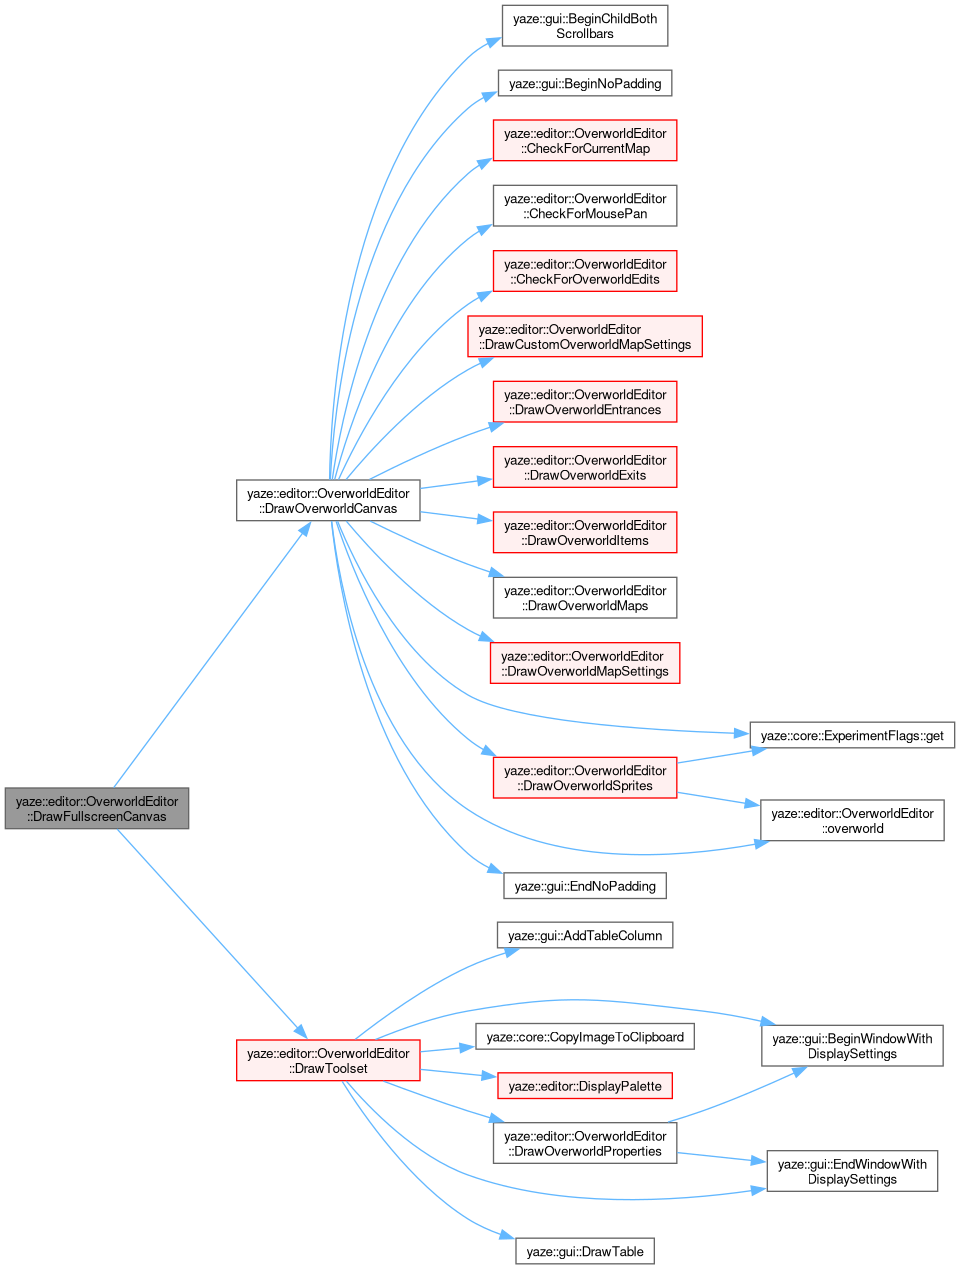 yaze::gui::BeginChildBoth
Scrollbars
yaze::gui::BeginNoPadding
yaze::editor::OverworldEditor
::CheckForCurrentMap
yaze::editor::OverworldEditor
::CheckForMousePan
yaze::editor::OverworldEditor
::CheckForOverworldEdits
yaze::editor::OverworldEditor
::DrawCustomOverworldMapSettings
yaze::editor::OverworldEditor
::DrawOverworldEntrances
yaze::editor::OverworldEditor
::DrawOverworldExits
yaze::editor::OverworldEditor
::DrawOverworldCanvas
yaze::editor::OverworldEditor
::DrawOverworldItems
yaze::editor::OverworldEditor
::DrawOverworldMaps
yaze::editor::OverworldEditor
::DrawOverworldMapSettings
yaze::core::ExperimentFlags::get
yaze::editor::OverworldEditor
::DrawOverworldSprites
yaze::editor::OverworldEditor
::DrawFullscreenCanvas
yaze::editor::OverworldEditor
::overworld
yaze::gui::EndNoPadding
yaze::gui::AddTableColumn
yaze::core::CopyImageToClipboard
yaze::gui::BeginWindowWith
DisplaySettings
yaze::editor::OverworldEditor
::DrawToolset
yaze::editor::DisplayPalette
yaze::editor::OverworldEditor
::DrawOverworldProperties
yaze::gui::EndWindowWith
DisplaySettings
yaze::gui::DrawTable